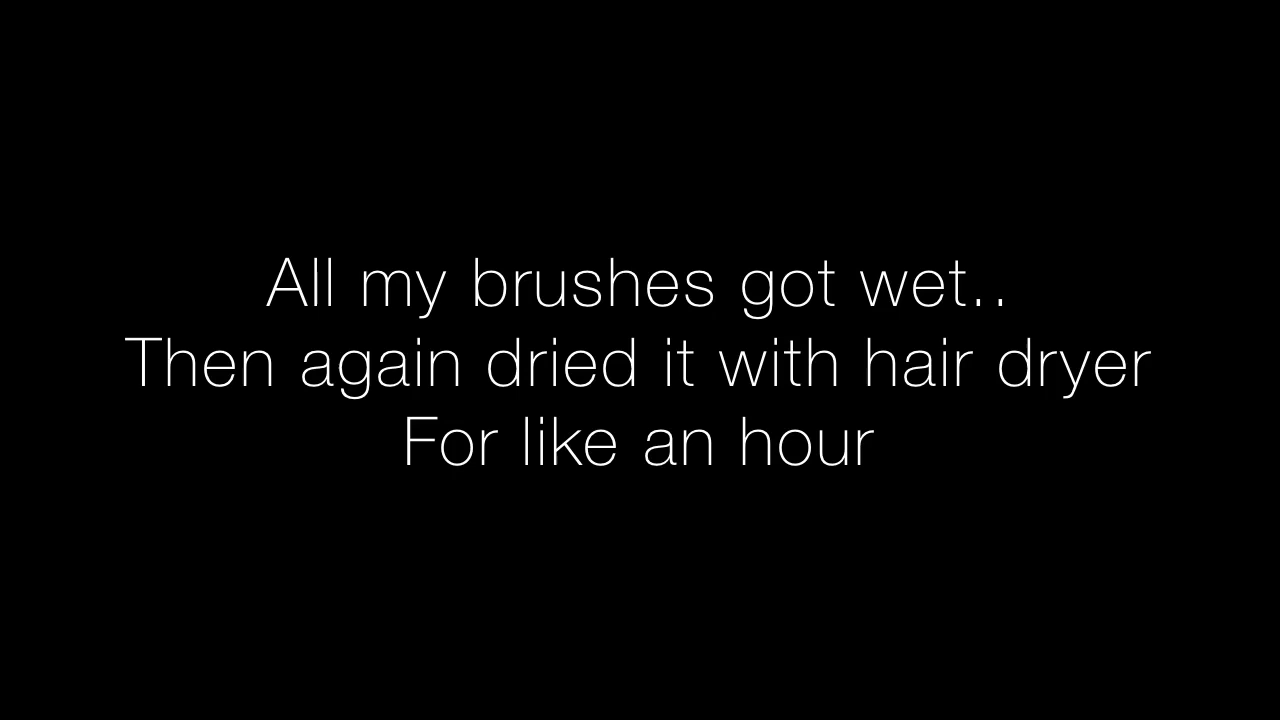 All my brushes got wet..
Then again dried it with hair dryer
For like an hour